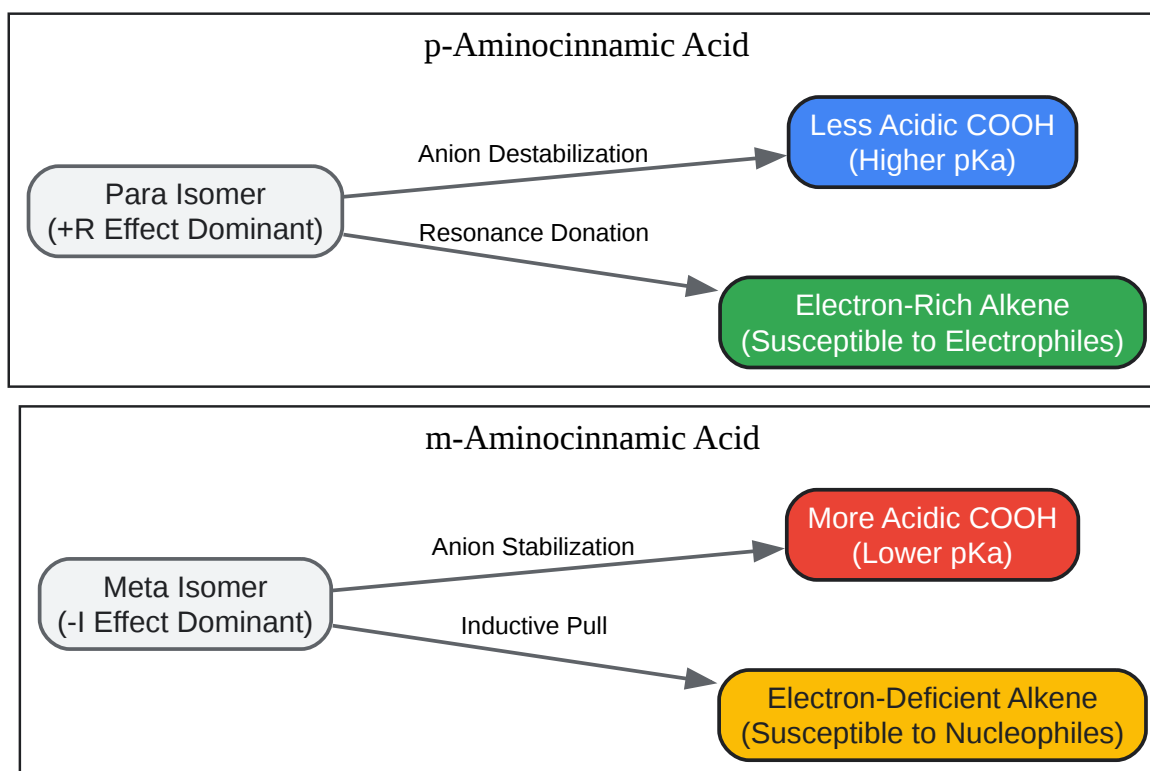 p-Aminocinnamic Acid
Less Acidic COOH
(Higher pKa)
Anion Destabilization
Para Isomer
(+R Effect Dominant)
Resonance Donation
Electron-Rich Alkene
(Susceptible to Electrophiles)
m-Aminocinnamic Acid
More Acidic COOH
(Lower pKa)
Anion Stabilization
Meta Isomer
(-I Effect Dominant)
Inductive Pull
Electron-Deficient Alkene
(Susceptible to Nucleophiles)